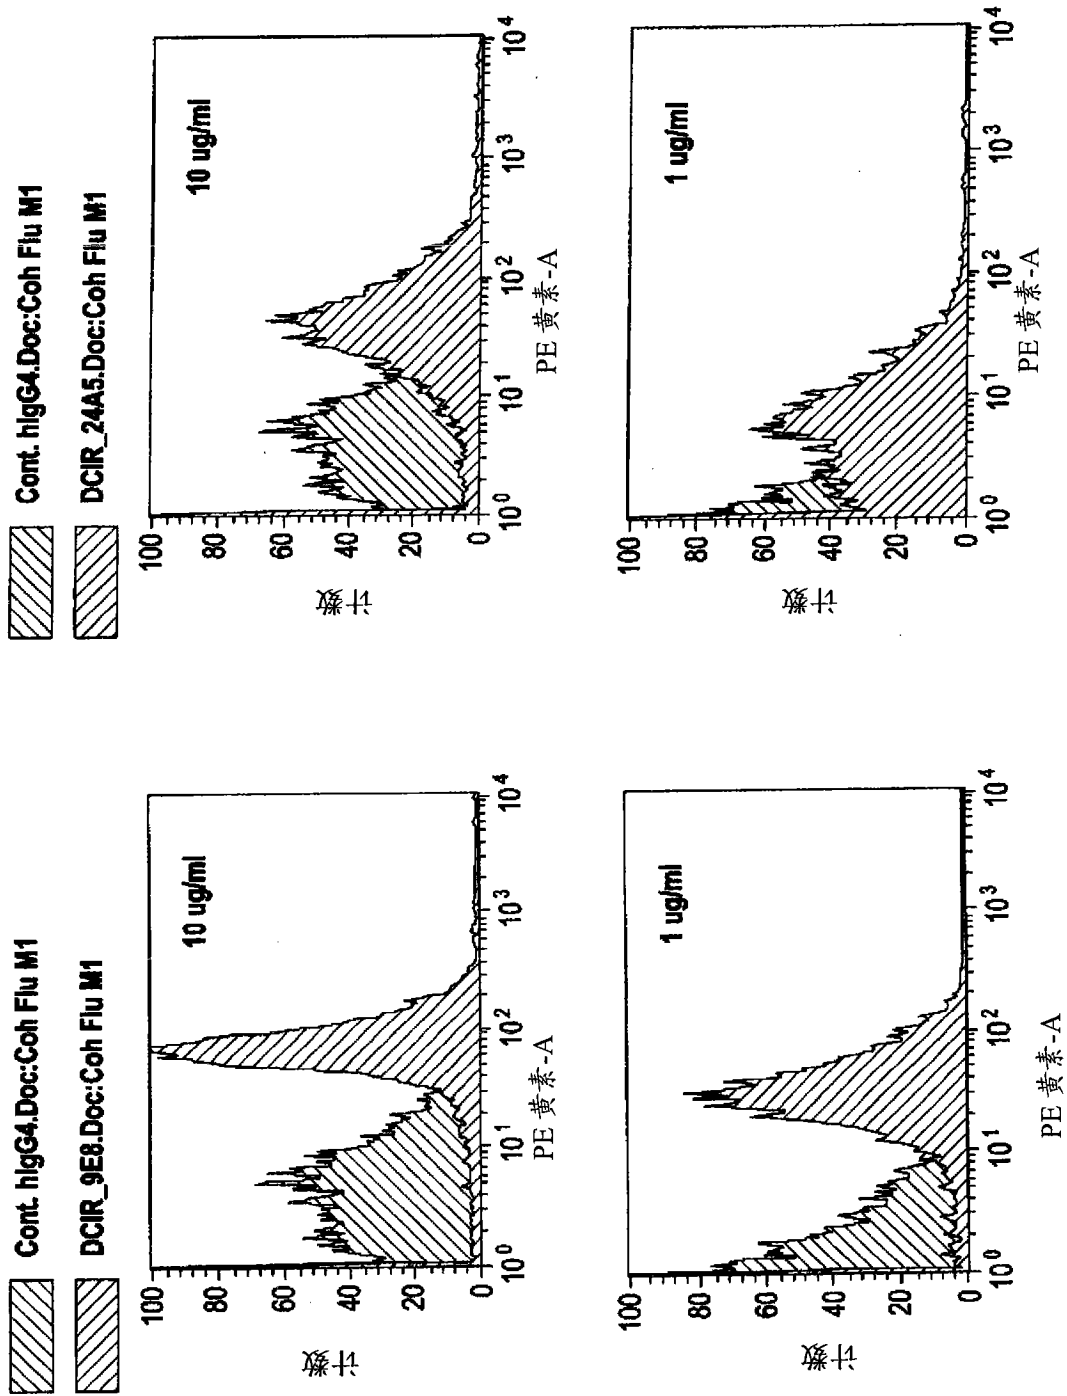 Cont. hIgG4.Doc:Coh Flu M1
DCIR_9E8.Doc:Coh Flu M1
Cont. hIgG4.Doc:Coh Flu M1
DCIR_24A5.Doc:Coh Flu M1
10 ug/ml
100
80
60
40
20
0
计数
10⁰
10¹
10²
10³
10⁴
PE 黄素-A
10 ug/ml
100
80
60
40
20
0
计数
10⁰
10¹
10²
10³
10⁴
PE 黄素-A
1 ug/ml
100
80
60
40
20
0
计数
10⁰
10¹
10²
10³
10⁴
PE 黄素-A
1 ug/ml
100
80
60
40
20
0
计数
10⁰
10¹
10²
10³
10⁴
PE 黄素-A